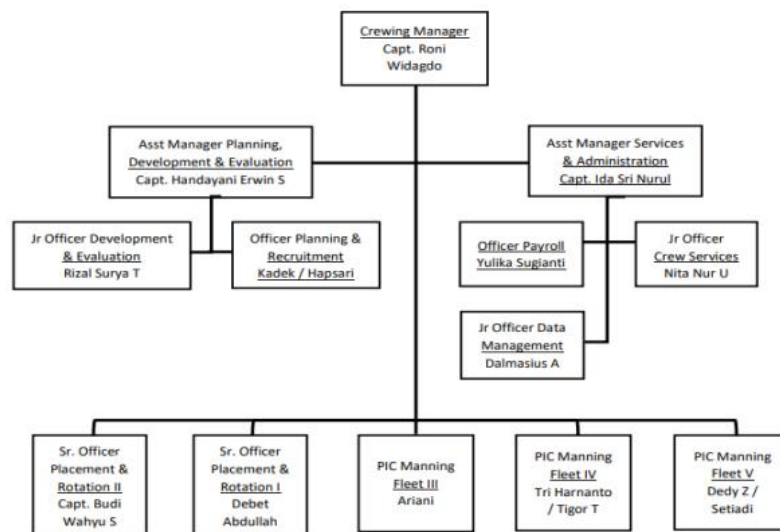 Crewing Manager
Capt. Roni
Widagdo
Asst Manager Planning,
Development & Evaluation
Capt. Handayani Erwin S
Asst Manager Services
& Administration
Capt. Ida Sri Nurul
Jr Officer Development
& Evaluation
Rizal Surya T
Officer Planning &
Recruitment
Kadek / Hapsari
Officer Payroll
Yulika Sugianti
Jr Officer
Crew Services
Nita Nur U
Jr Officer Data
Management
Dalmasius A
Sr. Officer
Placement &
Rotation II
Capt. Budi
Wahyu S
Sr. Officer
Placement &
Rotation I
Debet
Abdullah
PIC Manning
Fleet III
Ariani
PIC Manning
Fleet IV
Tri Harnanto
/ Tigor T
PIC Manning
Fleet V
Dedy Z /
Setiadi